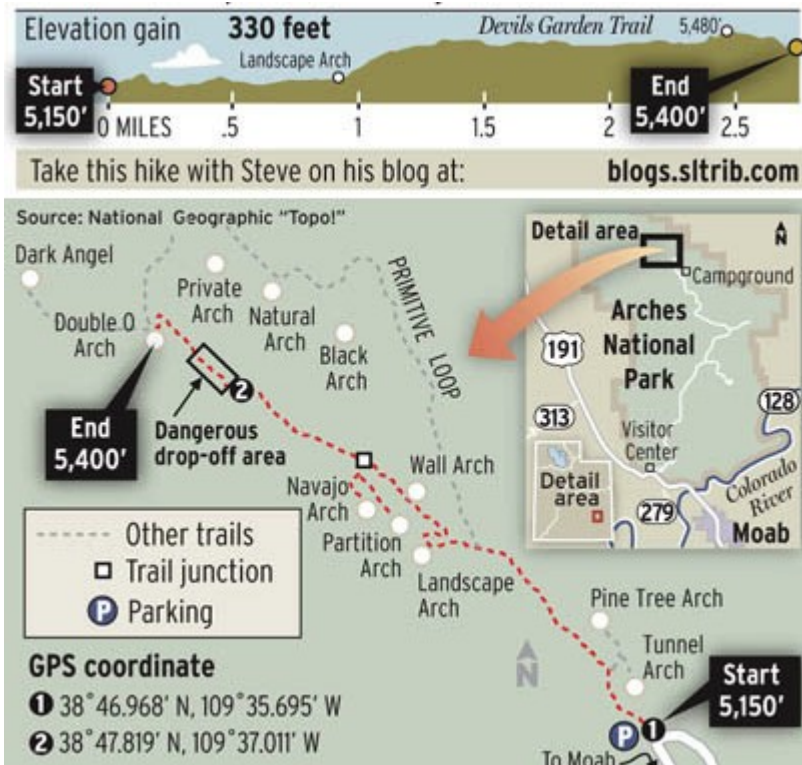 Elevation gain 330 feet
Devils Garden Trail 5,480'
Landscape Arch
Start
5,150'
End
5,400'
0 MILES .5 1 1.5 2 2.5
Take this hike with Steve on his blog at: blogs.sltrib.com
Source: National Geographic "Topo!"
Dark Angel
Double O
Arch
Private
Arch
Natural
Arch
Black
Arch
PRIMITIVE LOOP
2
End
5,400'
Dangerous
drop-off area
Navajo
Arch
Partition
Arch
Wall Arch
Landscape
Arch
Pine Tree Arch
Tunnel
Arch
Start
5,150'
P 1
To Moab
N
Detail area
N
Campground
Arches
National
Park
191
313
128
Visitor
Center
Detail
area
279
Colorado
River
Moab
Other trails
Trail junction
P Parking
GPS coordinate
1 38°46.968' N, 109°35.695' W
2 38°47.819' N, 109°37.011' W